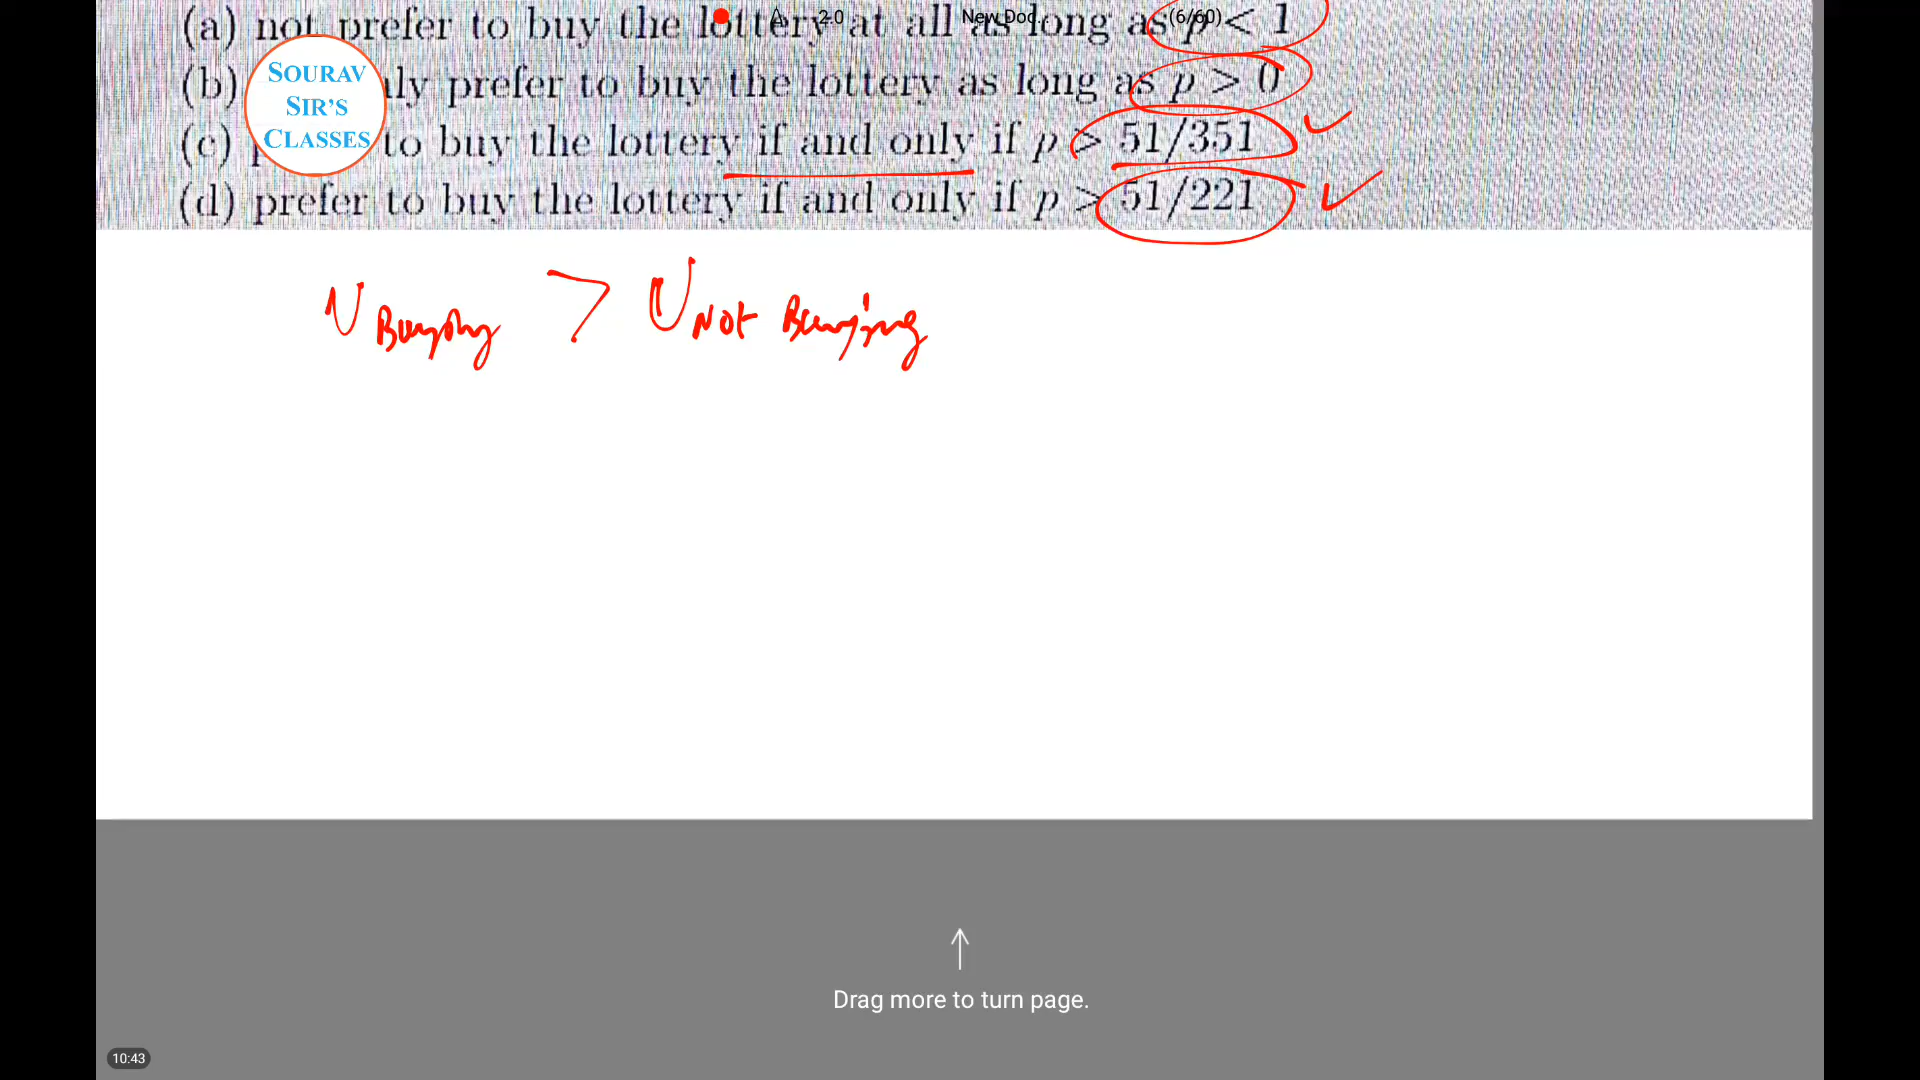 (a) not prefer to buy the lottery at all as long as p < 1
2.0
New Doc...
(6/60)
(b) ly prefer to buy the lottery as long as p > 0
(c) to buy the lottery if and only if p > 51/351
(d) prefer to buy the lottery if and only if p > 51/221
SOURAV
SIR'S
CLASSES
U Buying > U Not Buying
Drag more to turn page.
10:43